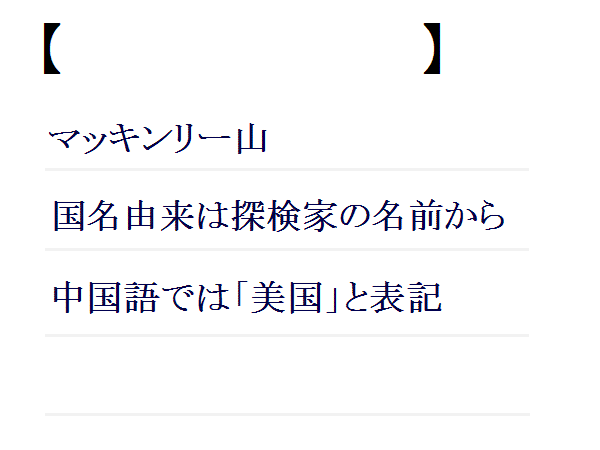 【　　　　　　　　　　】
マッキンリー山
国名由来は探検家の名前から
中国語では「美国」と表記